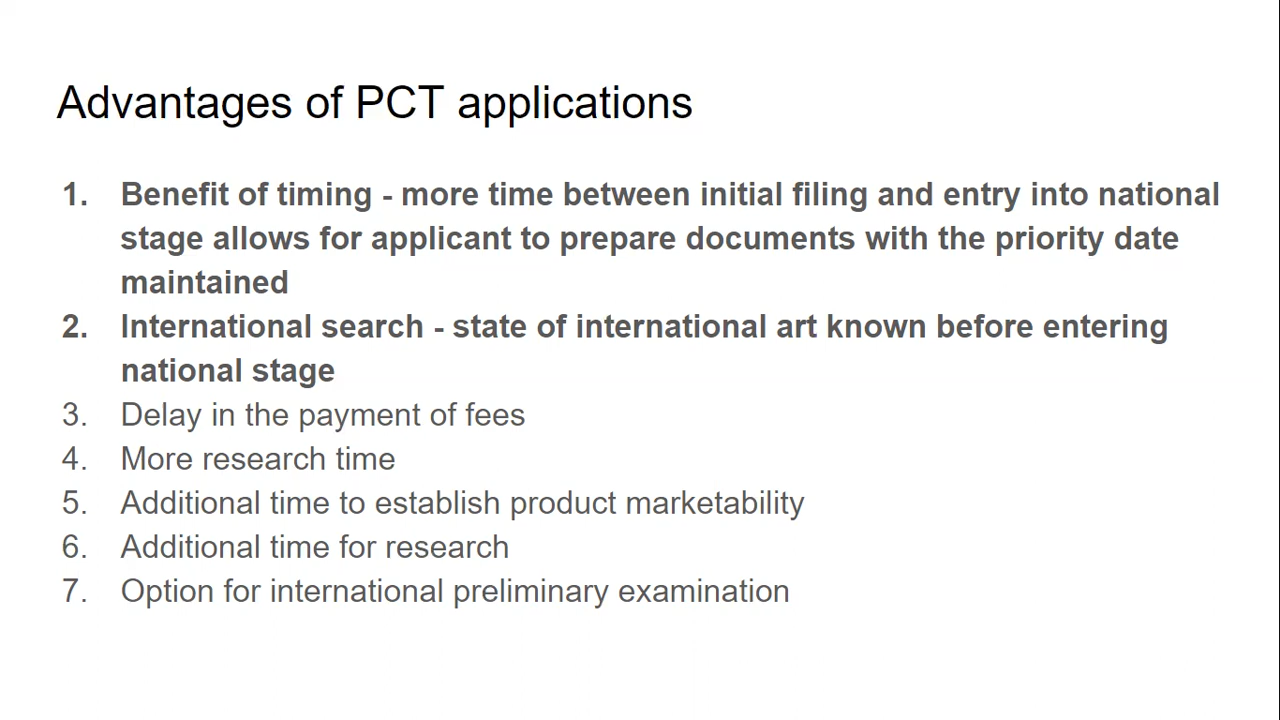 Advantages of PCT applications
1. Benefit of timing - more time between initial filing and entry into national
stage allows for applicant to prepare documents with the priority date
maintained
2. International search - state of international art known before entering
national stage
3. Delay in the payment of fees
4. More research time
5. Additional time to establish product marketability
6. Additional time for research
7. Option for international preliminary examination